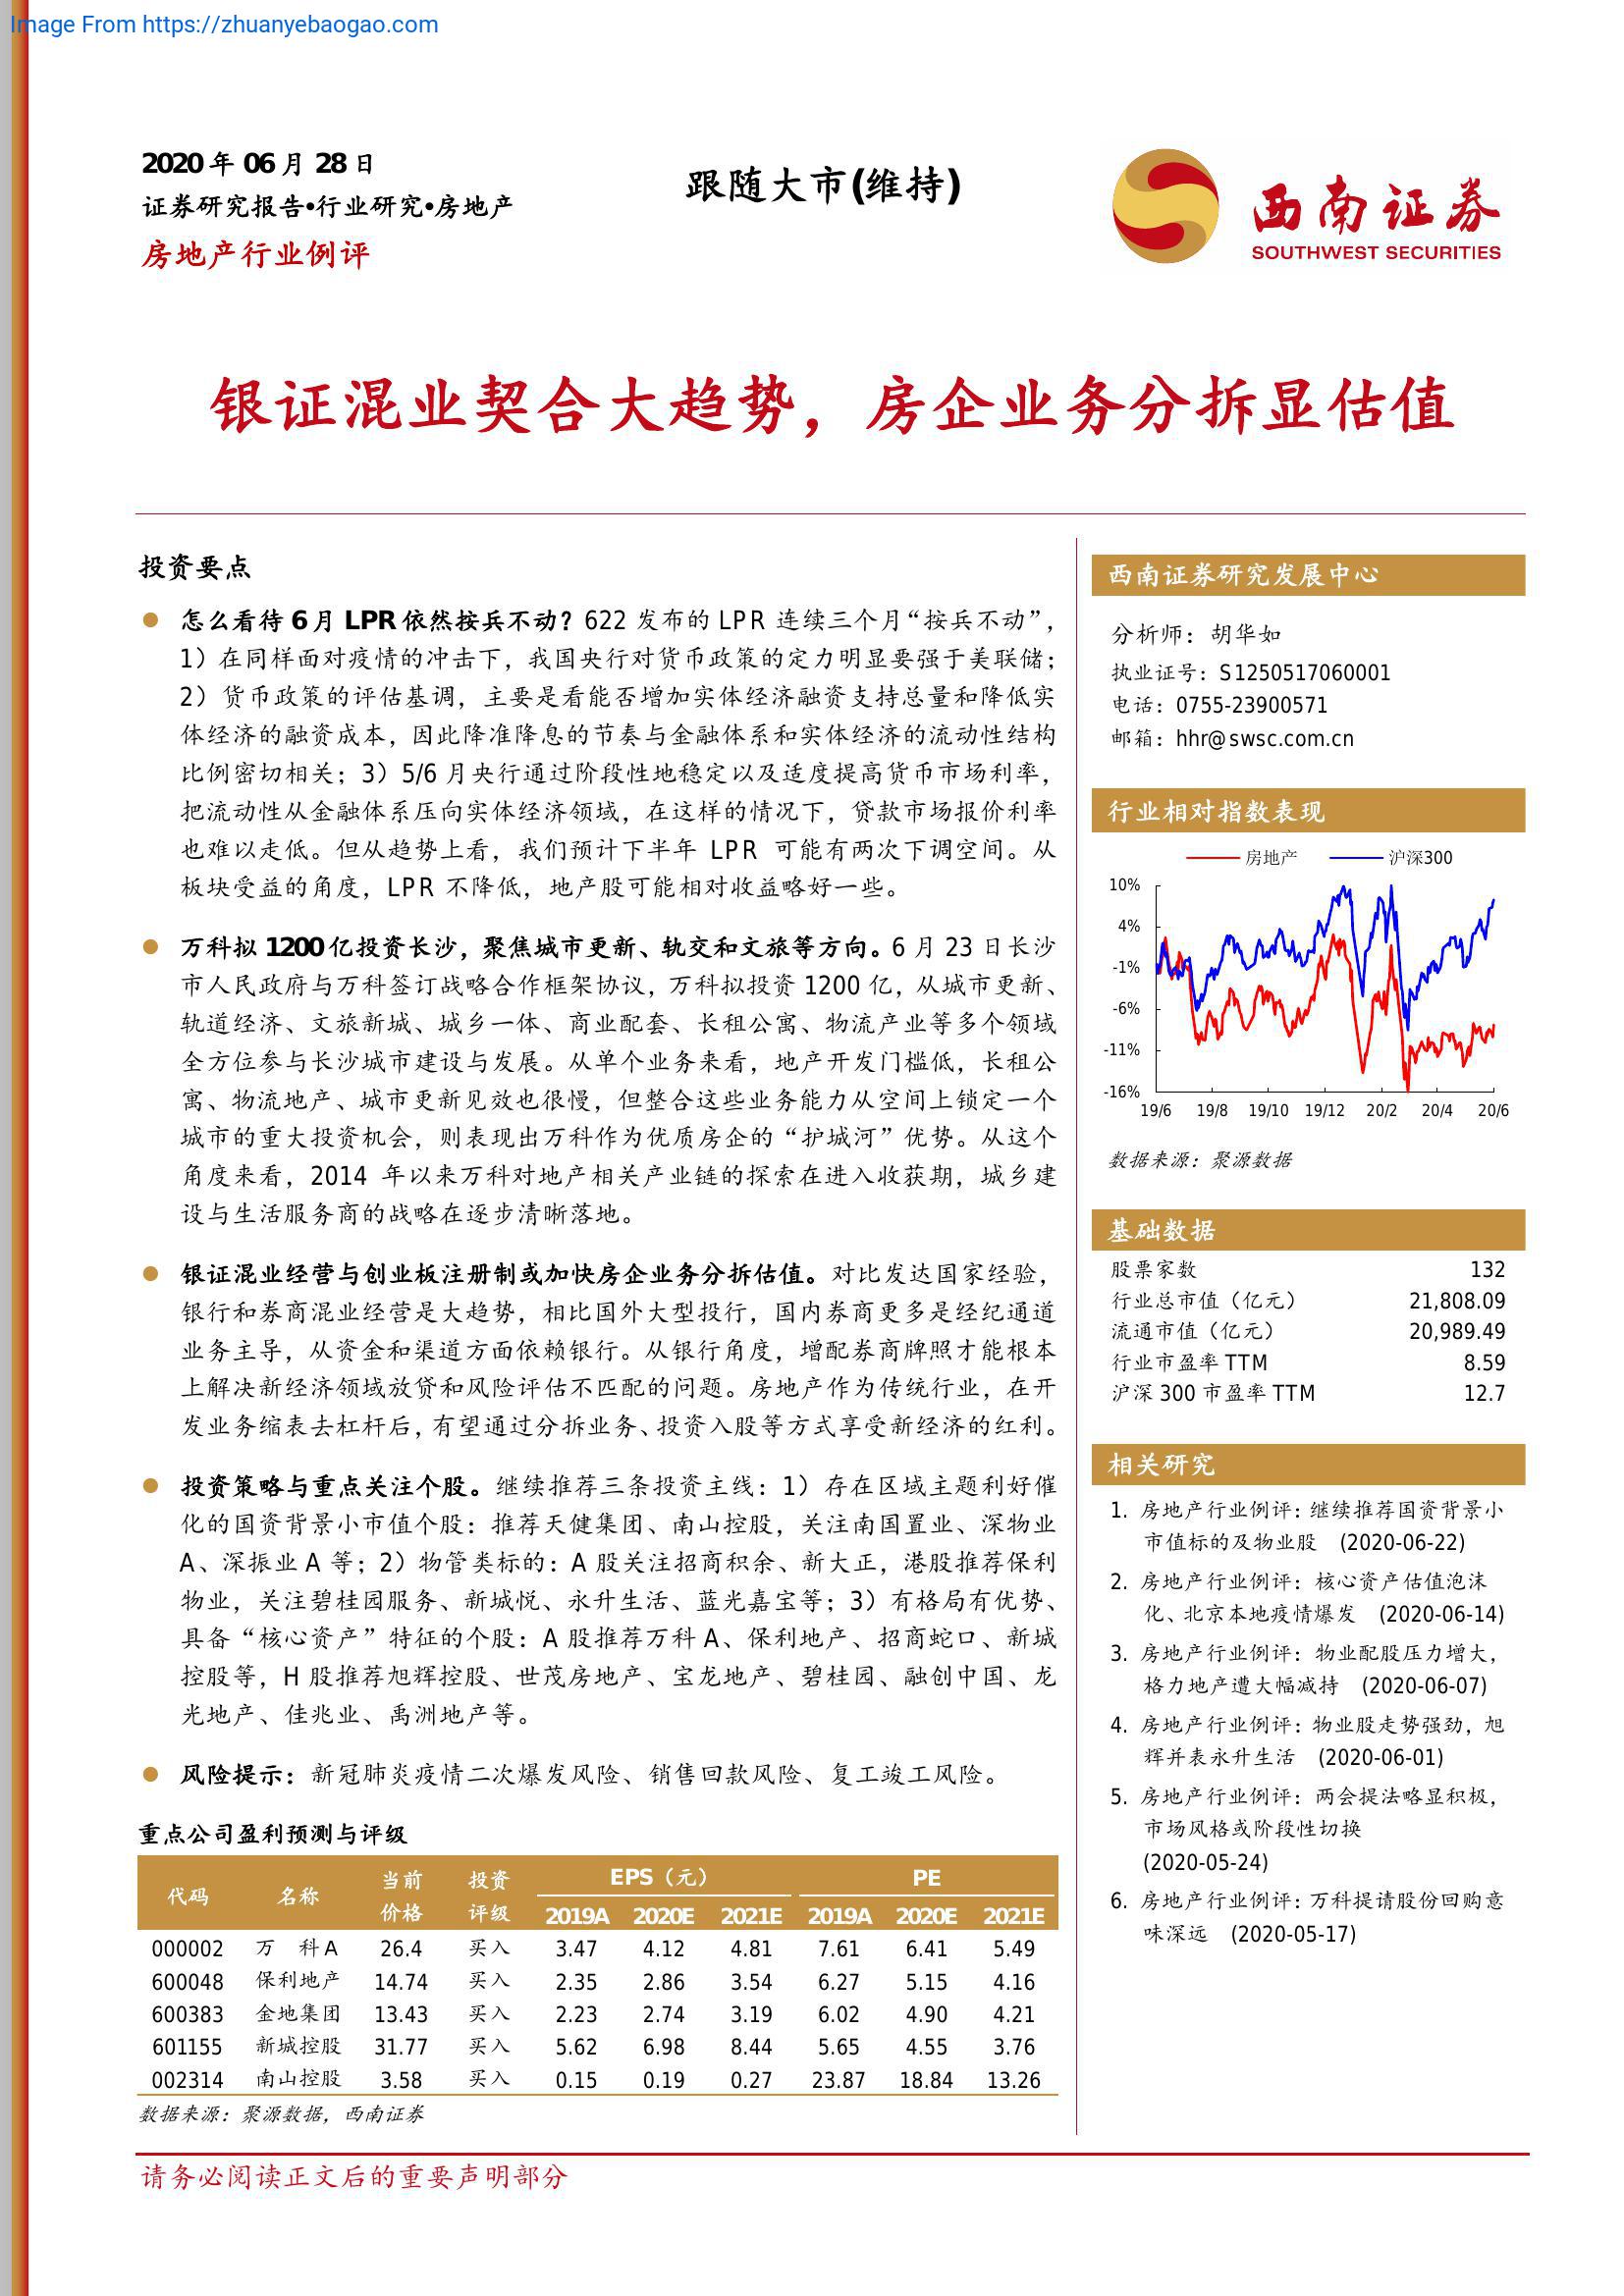 Image From https://zhuanyebaogao.com
2020 年 06 月 28 日
证券研究报告•行业研究•房地产
房地产行业例评
跟随大市(维持)
西南证券
SOUTHWEST SECURITIES
银证混业契合大趋势，房企业务分拆显估值
投资要点
怎么看待 6 月 LPR 依然按兵不动？622 发布的 LPR 连续三个月“按兵不动”，
1）在同样面对疫情的冲击下，我国央行对货币政策的定力明显要强于美联储；
2）货币政策的评估基调，主要是看能否增加实体经济融资支持总量和降低实
体经济的融资成本，因此降准降息的节奏与金融体系和实体经济的流动性结构
比例密切相关；3）5/6 月央行通过阶段性地稳定以及适度提高货币市场利率，
把流动性从金融体系压向实体经济领域，在这样的情况下，贷款市场报价利率
也难以走低。但从趋势上看，我们预计下半年 LPR 可能有两次下调空间。从
板块受益的角度，LPR 不降低，地产股可能相对收益略好一些。
万科拟 1200 亿投资长沙，聚焦城市更新、轨交和文旅等方向。6 月 23 日长沙
市人民政府与万科签订战略合作框架协议，万科拟投资 1200 亿，从城市更新、
轨道经济、文旅新城、城乡一体、商业配套、长租公寓、物流产业等多个领域
全方位参与长沙城市建设与发展。从单个业务来看，地产开发门槛低，长租公
寓、物流地产、城市更新见效也很慢，但整合这些业务能力从空间上锁定一个
城市的重大投资机会，则表现出万科作为优质房企的“护城河”优势。从这个
角度来看，2014 年以来万科对地产相关产业链的探索在进入收获期，城乡建
设与生活服务商的战略在逐步清晰落地。
银证混业经营与创业板注册制或加快房企业务分拆估值。对比发达国家经验，
银行和券商混业经营是大趋势，相比国外大型投行，国内券商更多是经纪通道
业务主导，从资金和渠道方面依赖银行。从银行角度，增配券商牌照才能根本
上解决新经济领域放贷和风险评估不匹配的问题。房地产作为传统行业，在开
发业务缩表去杠杆后，有望通过分拆业务、投资入股等方式享受新经济的红利。
投资策略与重点关注个股。继续推荐三条投资主线：1）存在区域主题利好催
化的国资背景小市值个股：推荐天健集团、南山控股，关注南国置业、深物业
A、深振业 A 等；2）物管类标的：A 股关注招商积余、新大正，港股推荐保利
物业，关注碧桂园服务、新城悦、永升生活、蓝光嘉宝等；3）有格局有优势、
具备“核心资产”特征的个股：A 股推荐万科 A、保利地产、招商蛇口、新城
控股等，H 股推荐旭辉控股、世茂房地产、宝龙地产、碧桂园、融创中国、龙
光地产、佳兆业、禹洲地产等。
风险提示：新冠肺炎疫情二次爆发风险、销售回款风险、复工竣工风险。
重点公司盈利预测与评级
代码 名称 当前价格 投资评级 EPS（元） PE
2019A 2020E 2021E 2019A 2020E 2021E
000002 万 科 A 26.4 买入 3.47 4.12 4.81 7.61 6.41 5.49
600048 保利地产 14.74 买入 2.35 2.86 3.54 6.27 5.15 4.16
600383 金地集团 13.43 买入 2.23 2.74 3.19 6.02 4.90 4.21
601155 新城控股 31.77 买入 5.62 6.98 8.44 5.65 4.55 3.76
002314 南山控股 3.58 买入 0.15 0.19 0.27 23.87 18.84 13.26
数据来源：聚源数据，西南证券
西南证券研究发展中心
分析师：胡华如
执业证号：S1250517060001
电话：0755-23900571
邮箱：hhr@swsc.com.cn
行业相对指数表现
房地产 沪深300
10%
4%
-1%
-6%
-11%
-16%
19/6 19/8 19/10 19/12 20/2 20/4 20/6
数据来源：聚源数据
基础数据
股票家数 132
行业总市值（亿元） 21,808.09
流通市值（亿元） 20,989.49
行业市盈率 TTM 8.59
沪深 300 市盈率 TTM 12.7
相关研究
1. 房地产行业例评：继续推荐国资背景小
市值标的及物业股 (2020-06-22)
2. 房地产行业例评：核心资产估值泡沫
化、北京本地疫情爆发 (2020-06-14)
3. 房地产行业例评：物业配股压力增大，
格力地产遭大幅减持 (2020-06-07)
4. 房地产行业例评：物业股走势强劲，旭
辉并表永升生活 (2020-06-01)
5. 房地产行业例评：两会提法略显积极，
市场风格或阶段性切换
(2020-05-24)
6. 房地产行业例评：万科提请股份回购意
味深远 (2020-05-17)
请务必阅读正文后的重要声明部分